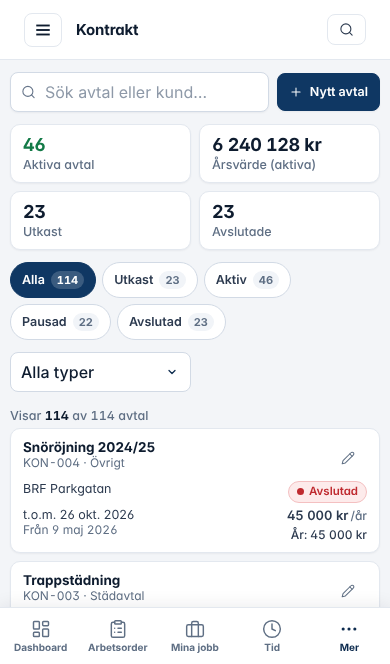 Kontrakt
Sök avtal eller kund...
Nytt avtal
46
Aktiva avtal
6 240 128 kr
Årsvärde (aktiva)
23
Utkast
23
Avslutade
Alla 114
Utkast 23
Aktiv 46
Pausad 22
Avslutad 23
Alla typer
Visar 114 av 114 avtal
Snöröjning 2024/25
KON-004 · Övrigt
BRF Parkgatan
Avslutad
t.o.m. 26 okt. 2026
45 000 kr/år
Från 9 maj 2026
År: 45 000 kr
Trappstädning
KON-003 · Städavtal
Dashboard
Arbetsorder
Mina jobb
Tid
Mer